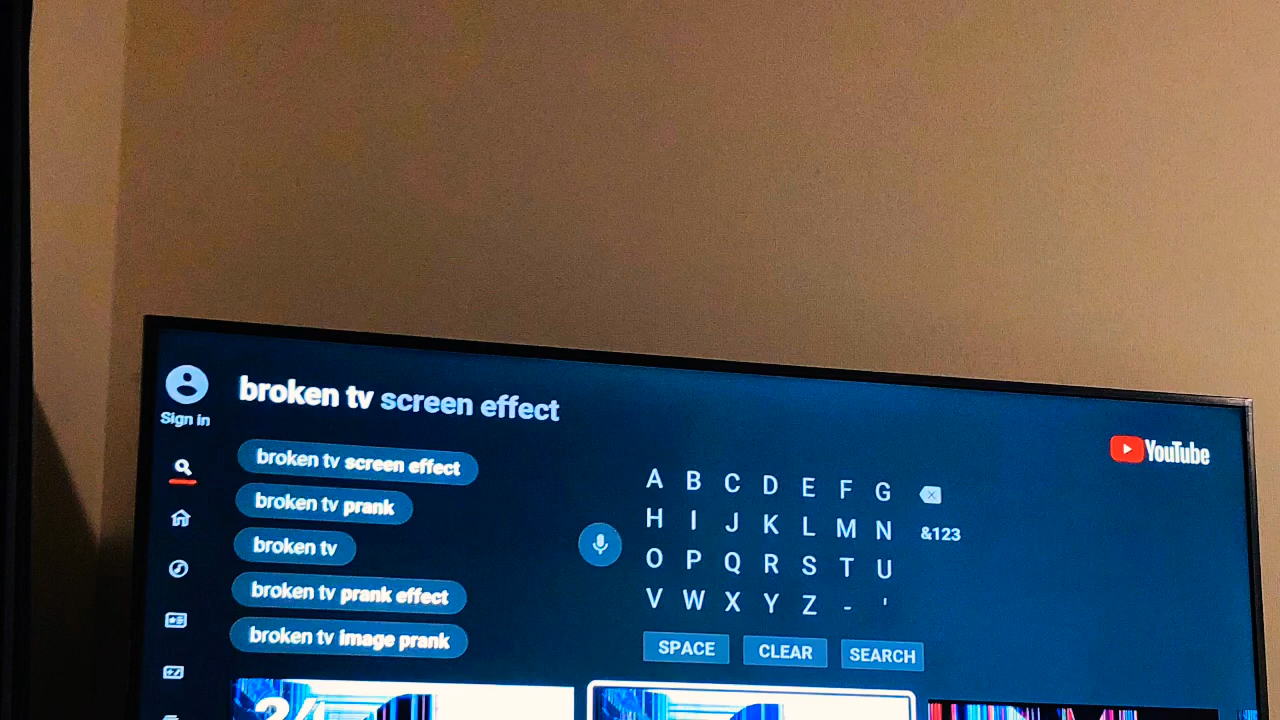 broken tv screen effect
Sign in
YouTube
broken tv screen effect
broken tv prank
broken tv
broken tv prank effect
broken tv image prank
A B C D E F G
H I J K L M N &123
O P Q R S T U
V W X Y Z - '
SPACE CLEAR SEARCH